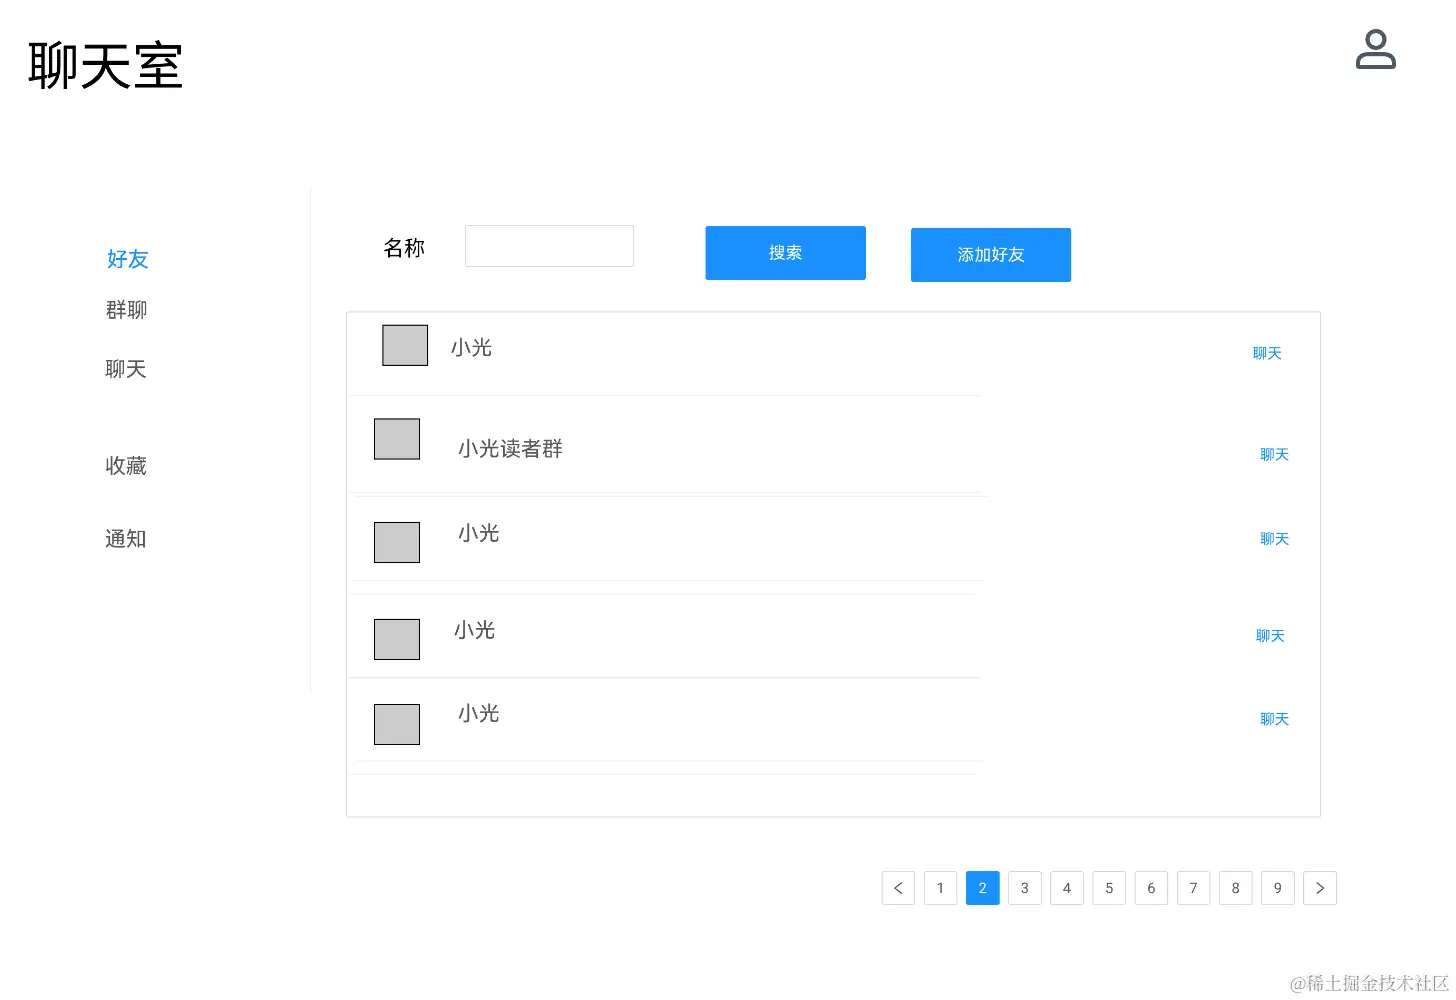 聊天室
好友
群聊
聊天
收藏
通知
名称
搜索
添加好友
小光
聊天
小光读者群
聊天
小光
聊天
小光
聊天
小光
聊天
1 2 3 4 5 6 7 8 9
@稀土掘金技术社区